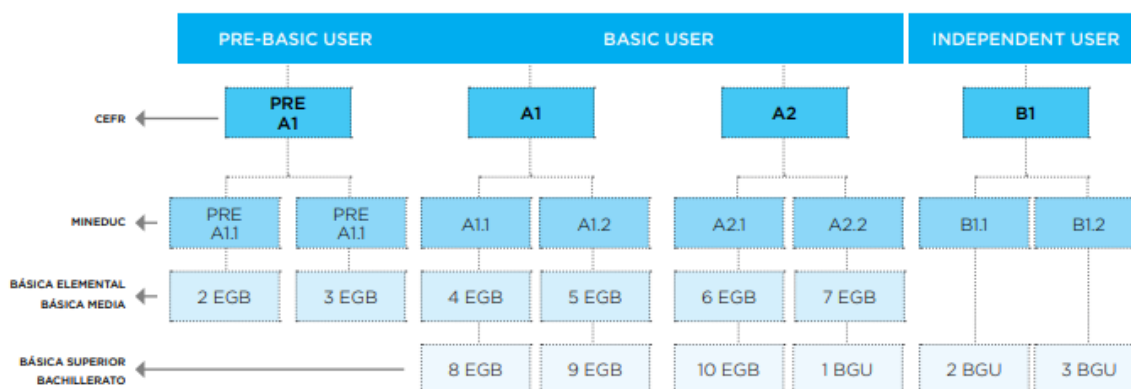 PRE-BASIC USER BASIC USER INDEPENDENT USER
CEFR
PRE
A1
A1
A2
B1
MINEDUC
PRE
A1.1
PRE
A1.1
A1.1
A1.2
A2.1
A2.2
B1.1
B1.2
BÁSICA ELEMENTAL
BÁSICA MEDIA
2 EGB
3 EGB
4 EGB
5 EGB
6 EGB
7 EGB
BÁSICA SUPERIOR
BACHILLERATO
8 EGB
9 EGB
10 EGB
1 BGU
2 BGU
3 BGU